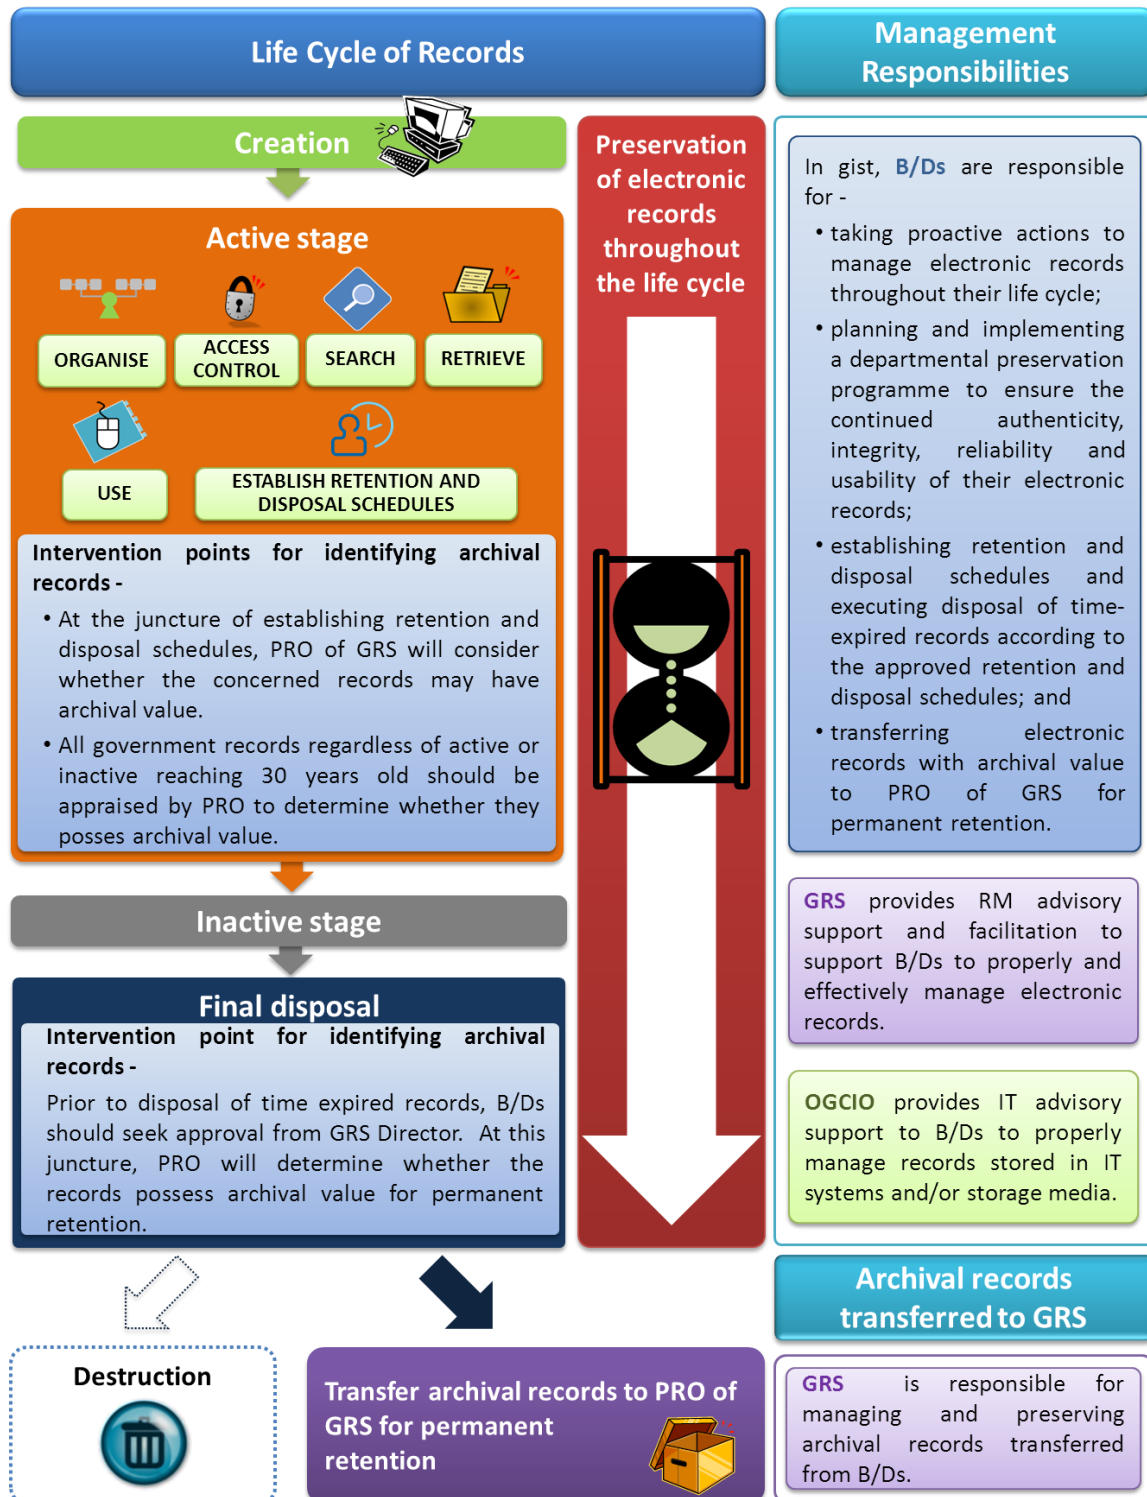 Life Cycle of Records
Management
Responsibilities
Creation
Active stage
ORGANISE
ACCESS
CONTROL
SEARCH
RETRIEVE
USE
ESTABLISH RETENTION AND
DISPOSAL SCHEDULES
Intervention points for identifying archival
records -
• At the juncture of establishing retention and
disposal schedules, PRO of GRS will consider
whether the concerned records may have
archival value.
• All government records regardless of active or
inactive reaching 30 years old should be
appraised by PRO to determine whether they
posses archival value.
Inactive stage
Final disposal
Intervention point for identifying archival
records -
Prior to disposal of time expired records, B/Ds
should seek approval from GRS Director. At this
juncture, PRO will determine whether the
records possess archival value for permanent
retention.
Destruction
Transfer archival records to PRO of
GRS for permanent
retention
Preservation
of electronic
records
throughout
the life cycle
In gist, B/Ds are responsible
for -
• taking proactive actions to
manage electronic records
throughout their life cycle;
• planning and implementing
a departmental preservation
programme to ensure the
continued authenticity,
integrity, reliability and
usability of their electronic
records;
• establishing retention and
disposal schedules and
executing disposal of time-
expired records according to
the approved retention and
disposal schedules; and
• transferring electronic
records with archival value
to PRO of GRS for
permanent retention.
GRS provides RM advisory
support and facilitation to
support B/Ds to properly and
effectively manage electronic
records.
OGCIO provides IT advisory
support to B/Ds to properly
manage records stored in IT
systems and/or storage media.
Archival records
transferred to GRS
GRS is responsible for
managing and preserving
archival records transferred
from B/Ds.